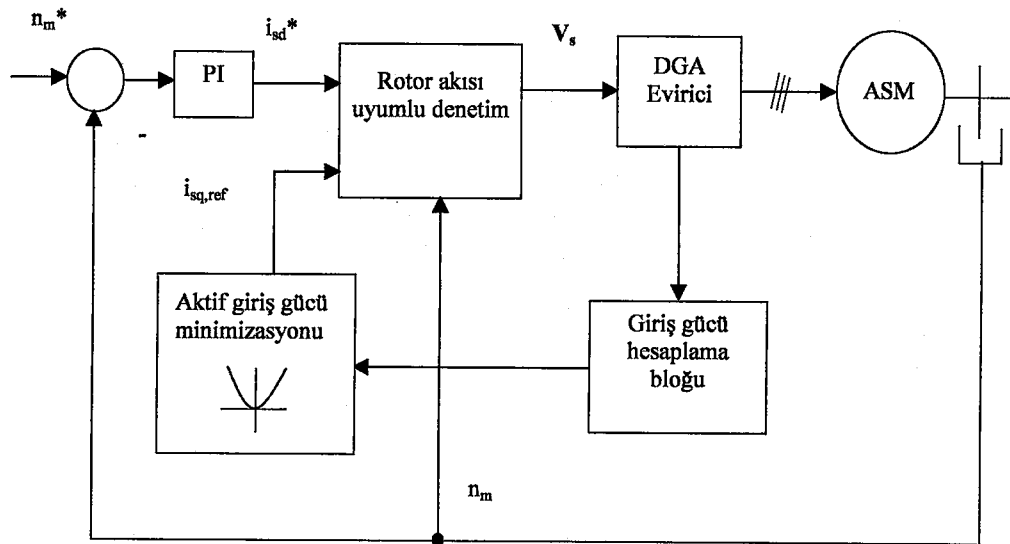 n_m*
i_sd*
PI
Rotor akısı
uyumlu denetim
V_s
DGA
Evirici
ASM
-
i_sq,ref
Aktif giriş gücü
minimizasyonu
Giriş gücü
hesaplama
bloğu
n_m